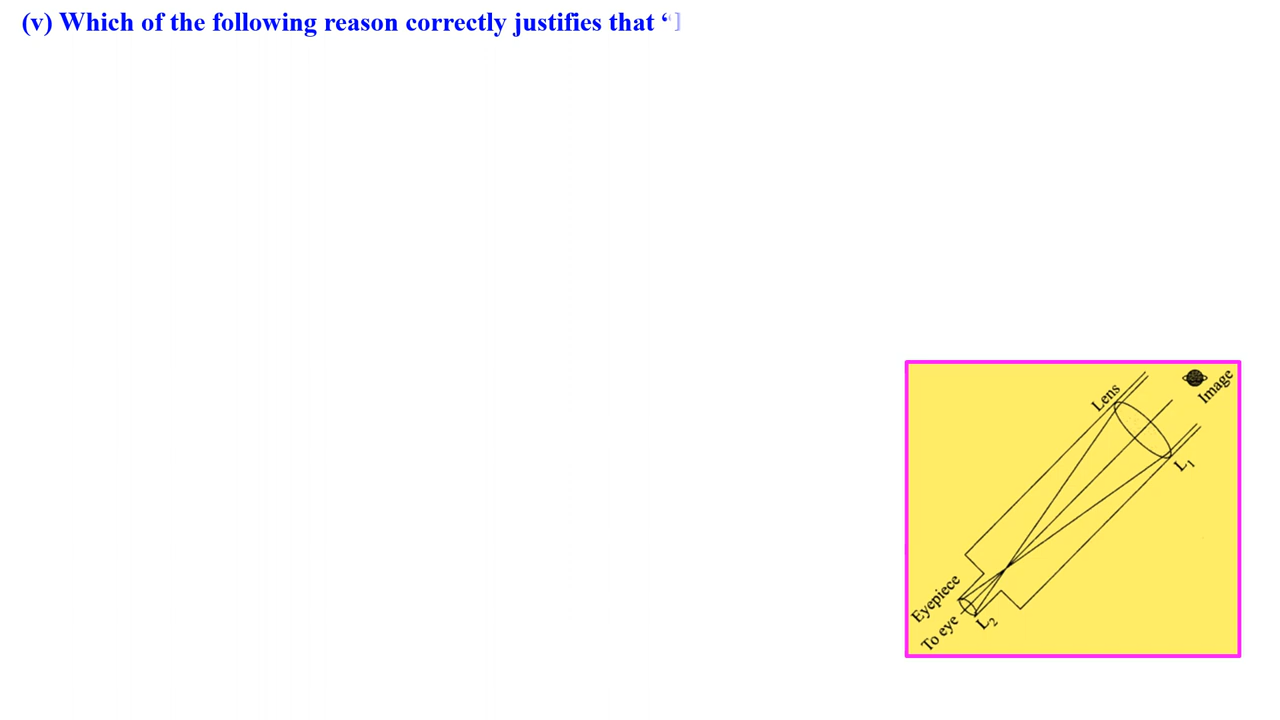 (v) Which of the following reason correctly justifies that ‘
Lens
Image
L1
Eyepiece
To eye
L2